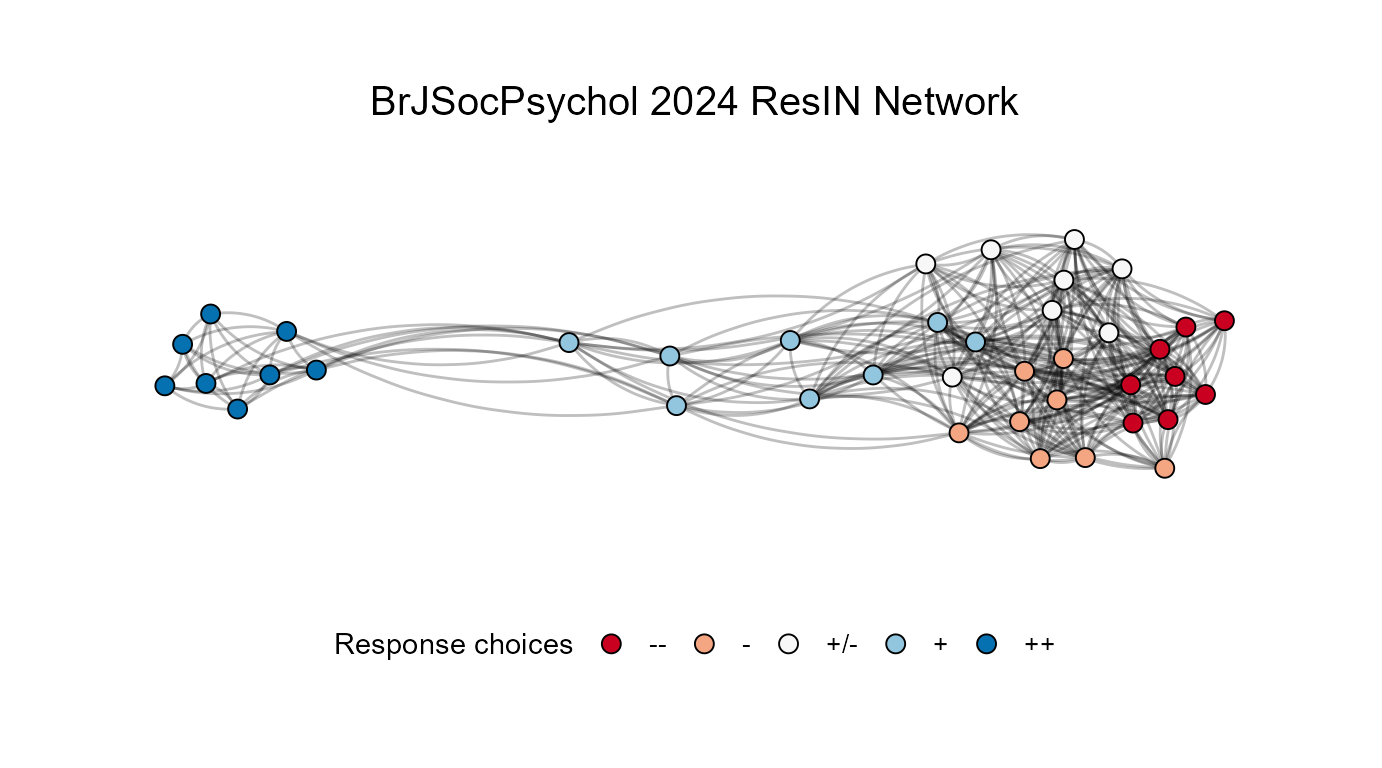 BrJSocPsychol 2024 ResIN Network
Response choices -- - +/- + ++